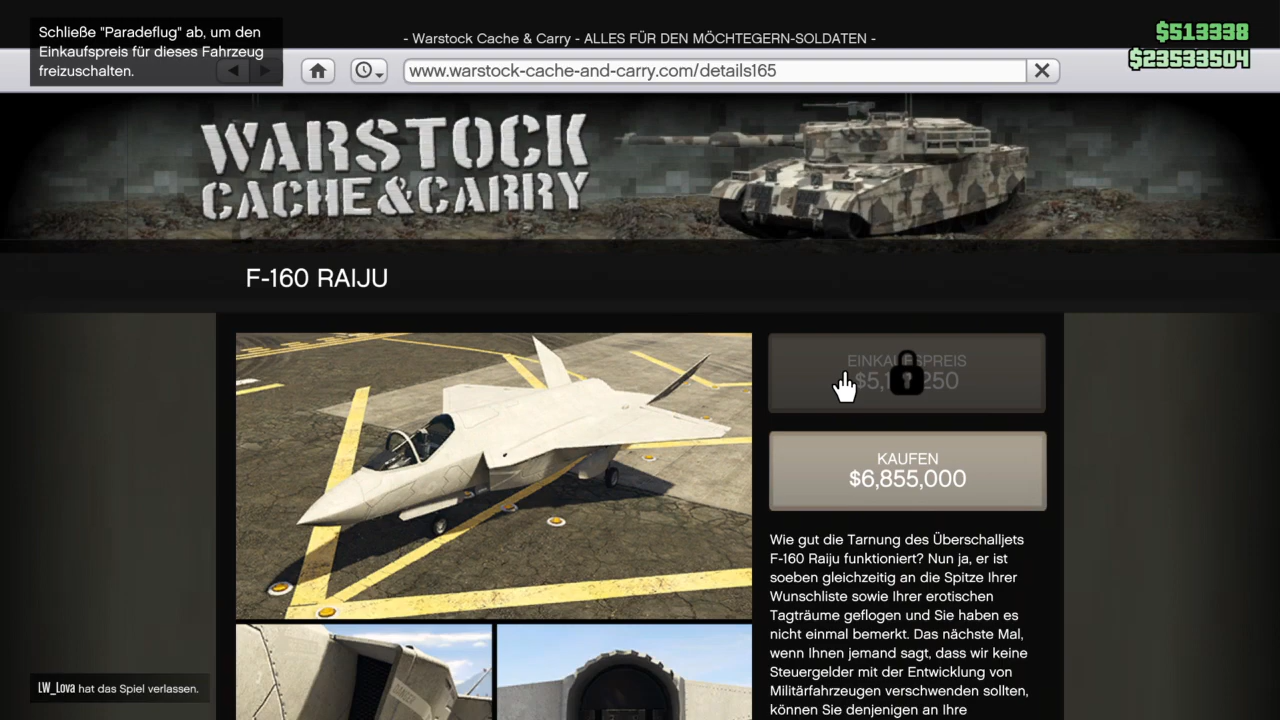 Schließe "Paradeflug" ab, um den
Einkaufspreis für dieses Fahrzeug
freizuschalten.
- Warstock Cache & Carry - ALLES FÜR DEN MÖCHTEGERN-SOLDATEN -
$513338
$23533504
www.warstock-cache-and-carry.com/details165
WARSTOCK
CACHE&CARRY
F-160 RAIJU
EINKAUFSPREIS
KAUFEN
$6,855,000
Wie gut die Tarnung des Überschalljets
F-160 Raiju funktioniert? Nun ja, er ist
soeben gleichzeitig an die Spitze Ihrer
Wunschliste sowie Ihrer erotischen
Tagträume geflogen und Sie haben es
nicht einmal bemerkt. Das nächste Mal,
wenn Ihnen jemand sagt, dass wir keine
Steuergelder mit der Entwicklung von
Militärfahrzeugen verschwenden sollten,
können Sie denjenigen an Ihre
LW_Lova hat das Spiel verlassen.